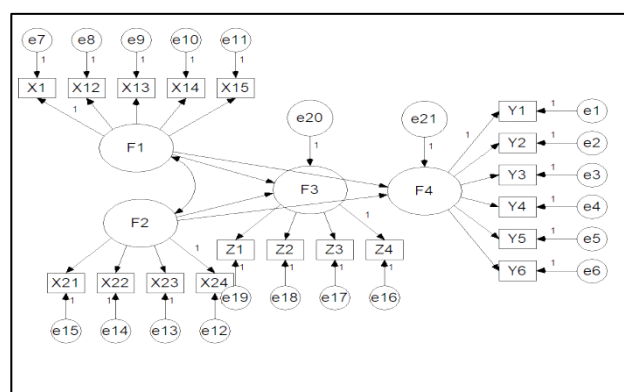 e7 e8 e9 e10 e11
1 1 1 1 1
X1 X12 X13 X14 X15
1
e20 e21
1 1
F1 F2 F3 F4
1
Y1 1 e1
Y2 1 e2
Y3 1 e3
Y4 1 e4
Y5 1 e5
Y6 1 e6
1 1
Z1 Z2 Z3 Z4
1 1 1 1
e19 e18 e17 e16
X21 X22 X23 X24
1 1 1 1
e15 e14 e13 e12